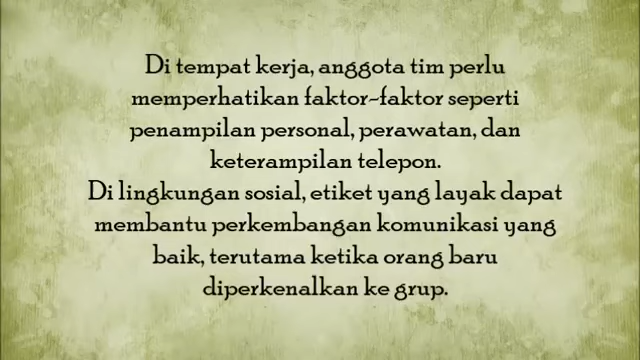 Di tempat kerja, anggota tim perlu
memperhatikan faktor-faktor seperti
penampilan personal, perawatan, dan
keterampilan telepon.
Di lingkungan sosial, etiket yang layak dapat
membantu perkembangan komunikasi yang
baik, terutama ketika orang baru
diperkenalkan ke grup.